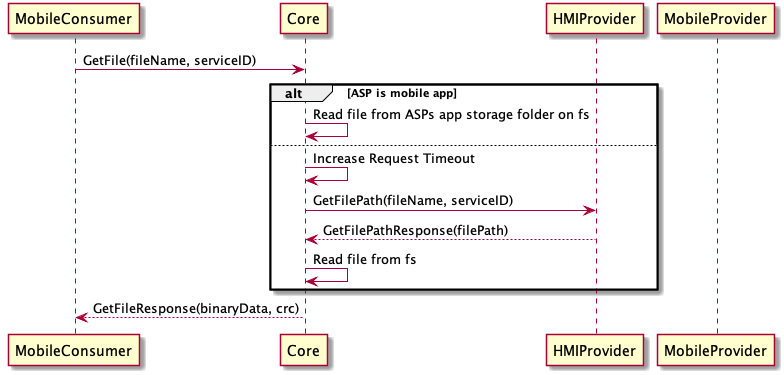 MobileConsumer Core HMIProvider MobileProvider
GetFile(fileName, serviceID)
alt [ASP is mobile app]
Read file from ASPs app storage folder on fs
Increase Request Timeout
GetFilePath(fileName, serviceID)
GetFilePathResponse(filePath)
Read file from fs
GetFileResponse(binaryData, crc)
MobileConsumer Core HMIProvider MobileProvider